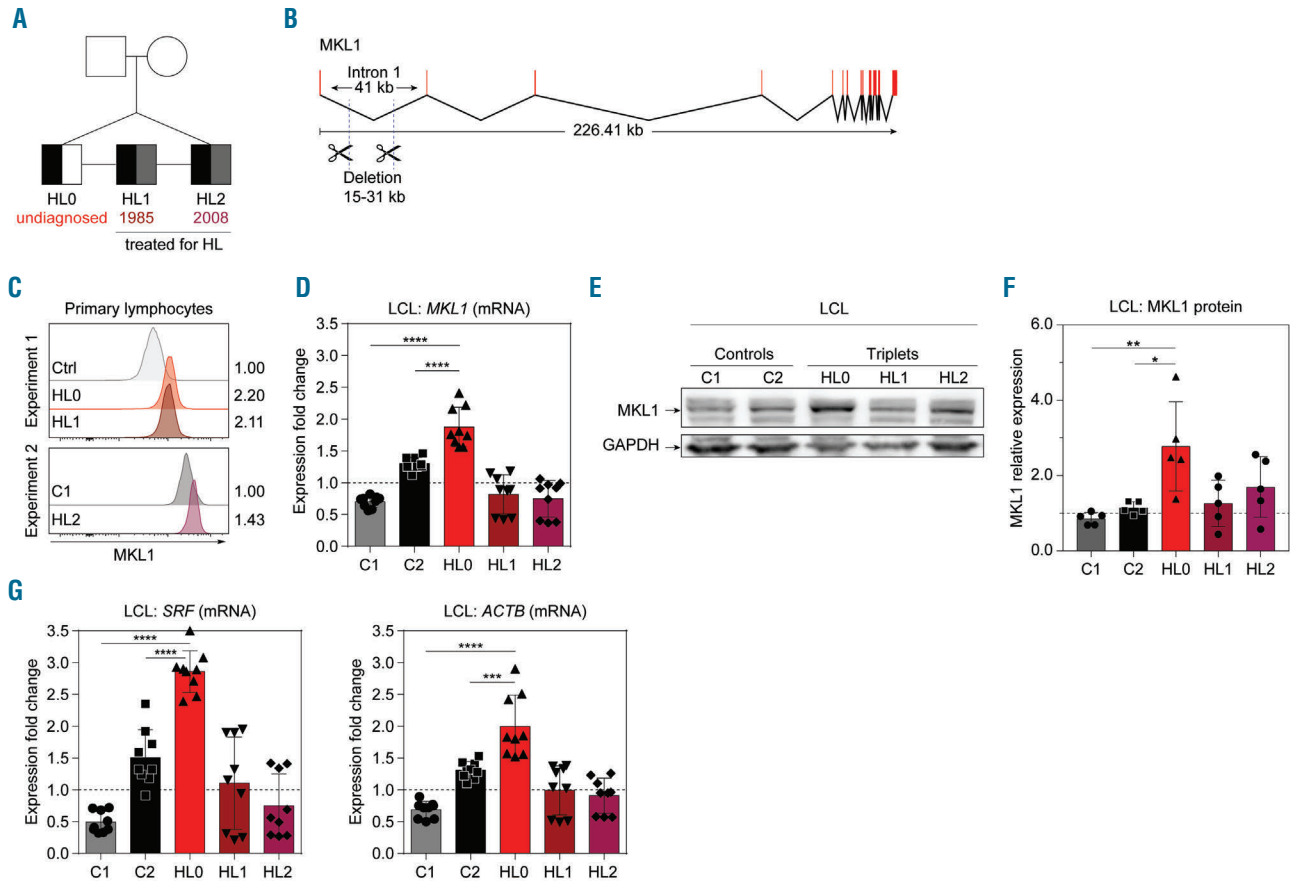 A
HL0
HL1
HL2
undiagnosed
1985
2008
treated for HL
B
MKL1
Intron 1
41 kb
226.41 kb
Deletion
15-31 kb
C
Primary lymphocytes
Experiment 1
Ctrl
1.00
HL0
2.20
HL1
2.11
Experiment 2
C1
1.00
HL2
1.43
MKL1
D
LCL: MKL1 (mRNA)
Expression fold change
3.5
3.0
2.5
2.0
1.5
1.0
0.5
0.0
****
****
C1 C2 HL0 HL1 HL2
E
LCL
Controls Triplets
C1 C2 HL0 HL1 HL2
MKL1
GAPDH
F
LCL: MKL1 protein
MKL1 relative expression
6.0
4.0
2.0
1.0
0.0
**
*
C1 C2 HL0 HL1 HL2
G
LCL: SRF (mRNA)
Expression fold change
3.5
3.0
2.5
2.0
1.5
1.0
0.5
0.0
****
****
C1 C2 HL0 HL1 HL2
LCL: ACTB (mRNA)
Expression fold change
3.5
3.0
2.5
2.0
1.5
1.0
0.5
0.0
****
***
C1 C2 HL0 HL1 HL2